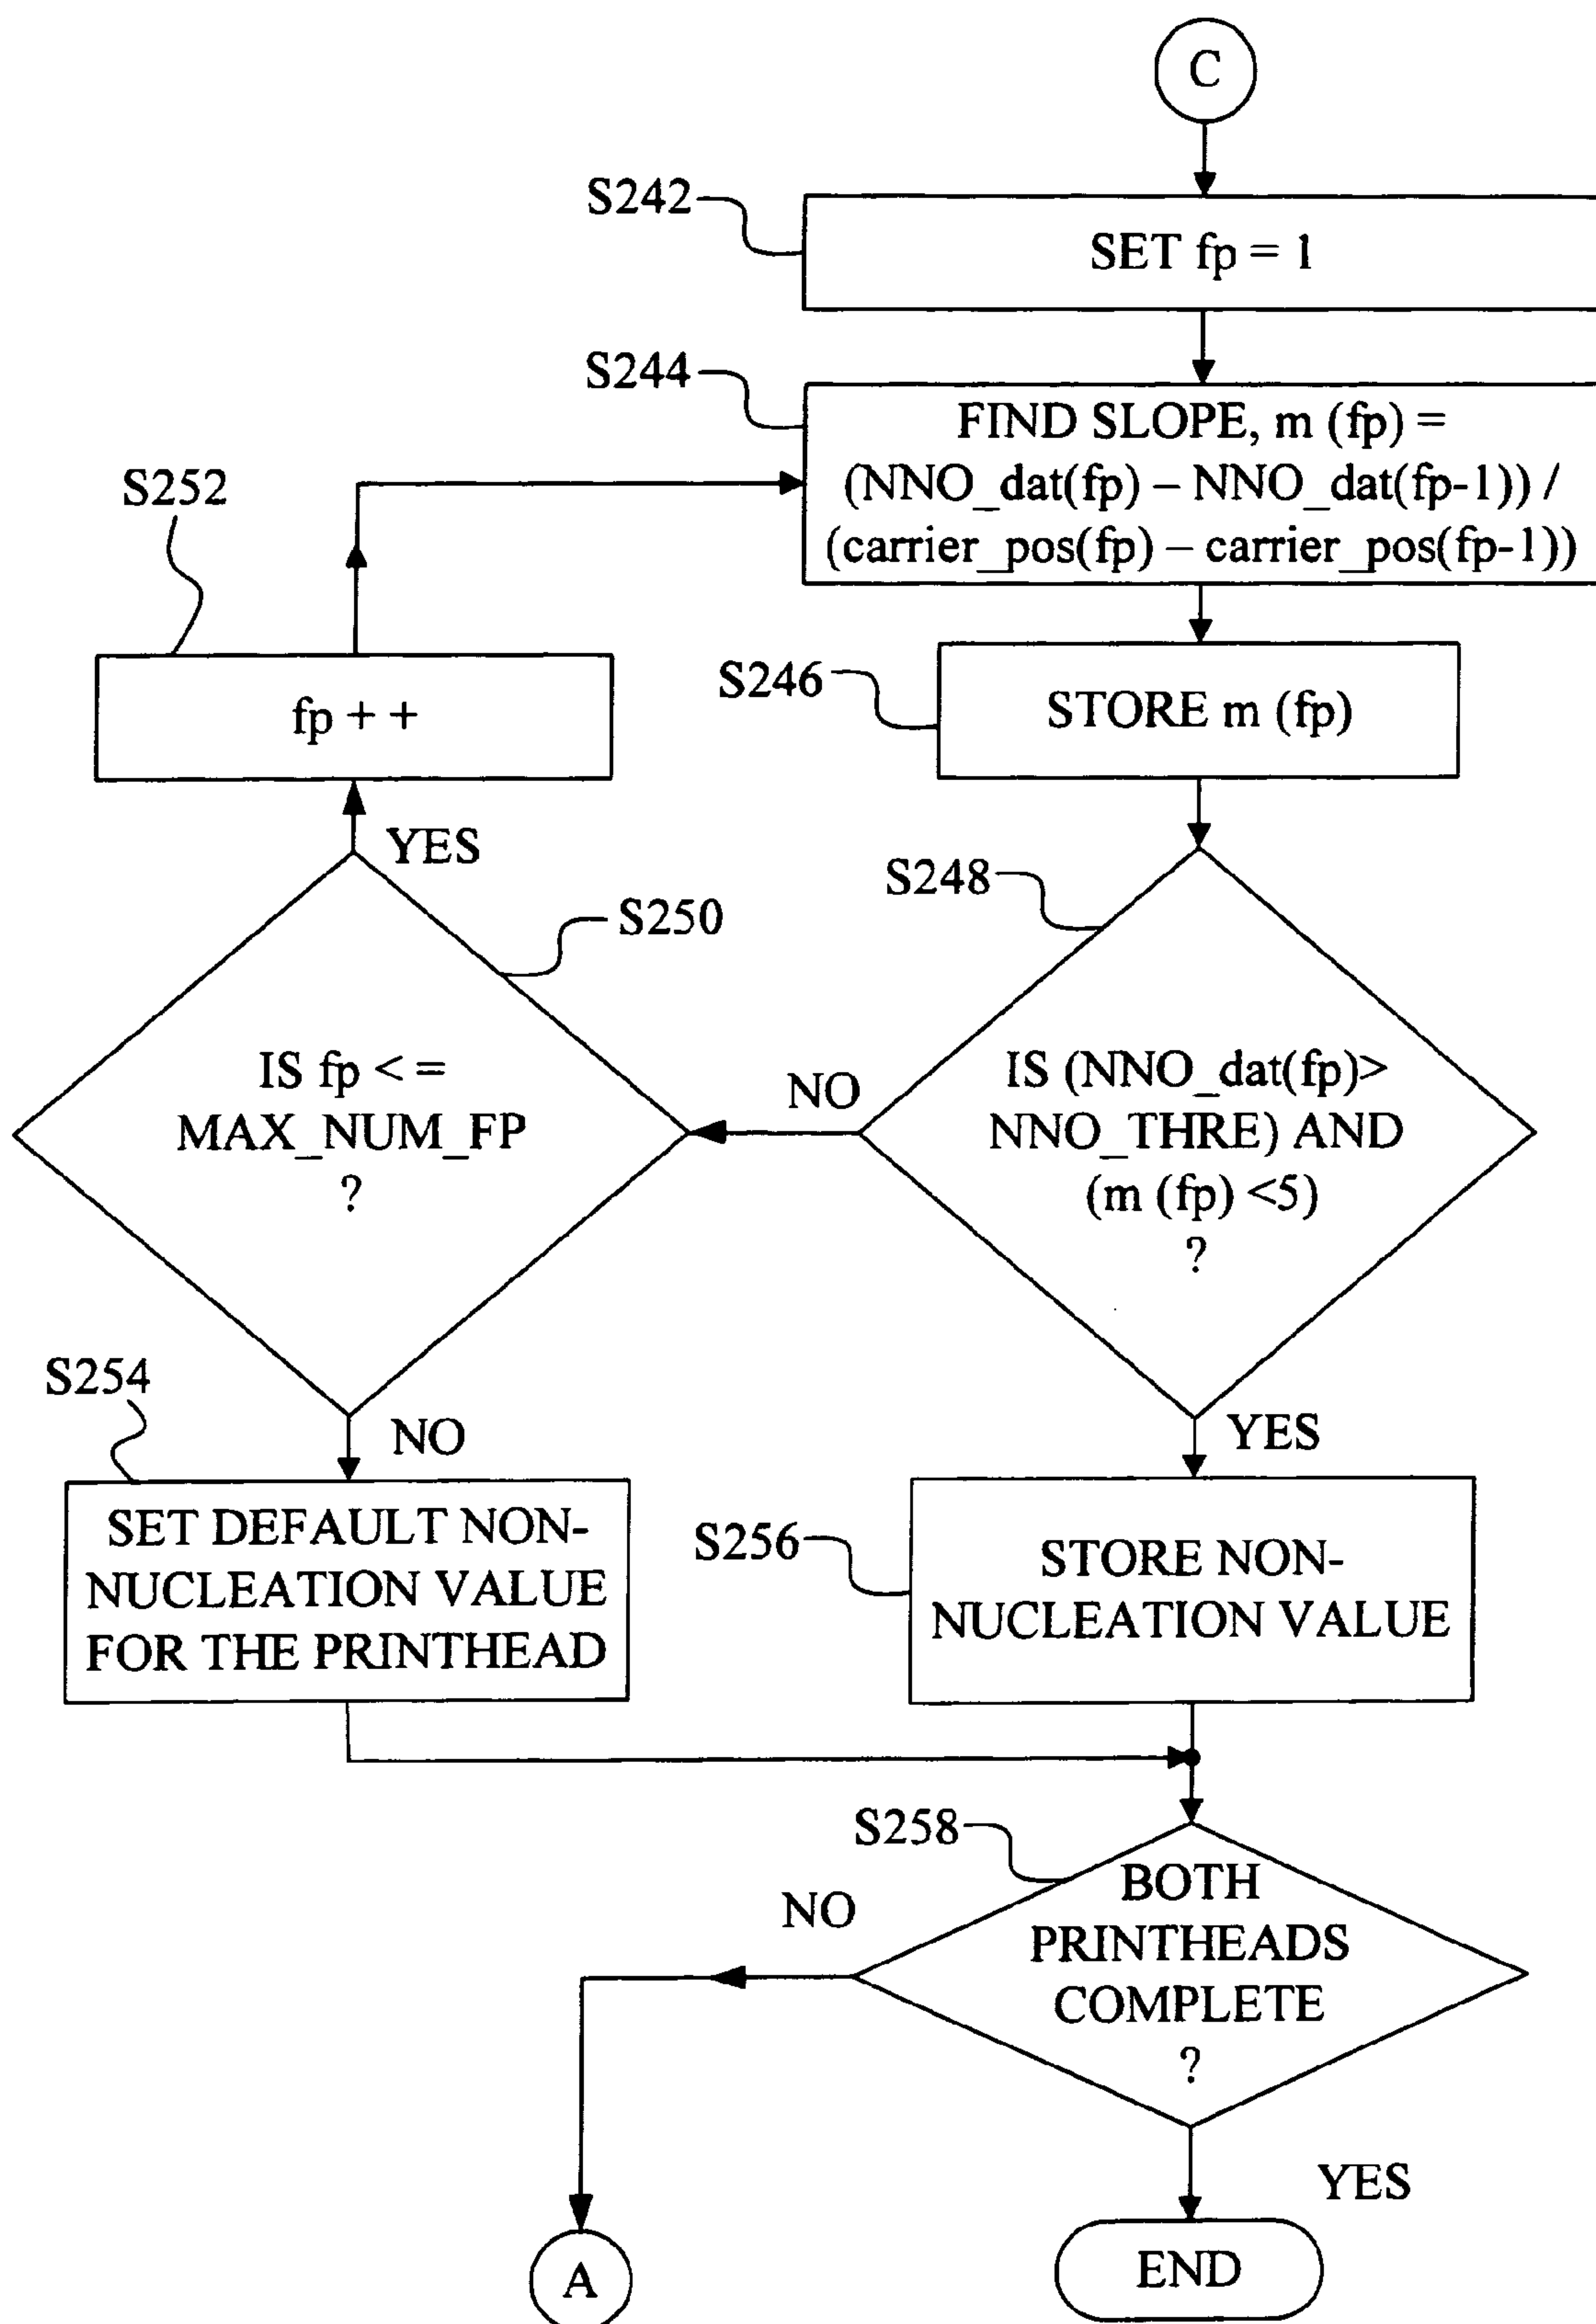 C
S242
SET fp = 1
S244
FIND SLOPE, m (fp) =
(NNO_dat(fp) – NNO_dat(fp-1)) /
(carrier_pos(fp) – carrier_pos(fp-1))
S252
fp + +
S246
STORE m (fp)
YES
S248
S250
IS fp < =
MAX_NUM_FP
?
NO
IS (NNO_dat(fp)>
NNO_THRE) AND
(m (fp) <5)
?
S254
NO
YES
SET DEFAULT NON-
NUCLEATION VALUE
FOR THE PRINTHEAD
S256
STORE NON-
NUCLEATION VALUE
S258
NO
BOTH
PRINTHEADS
COMPLETE
?
YES
A
END